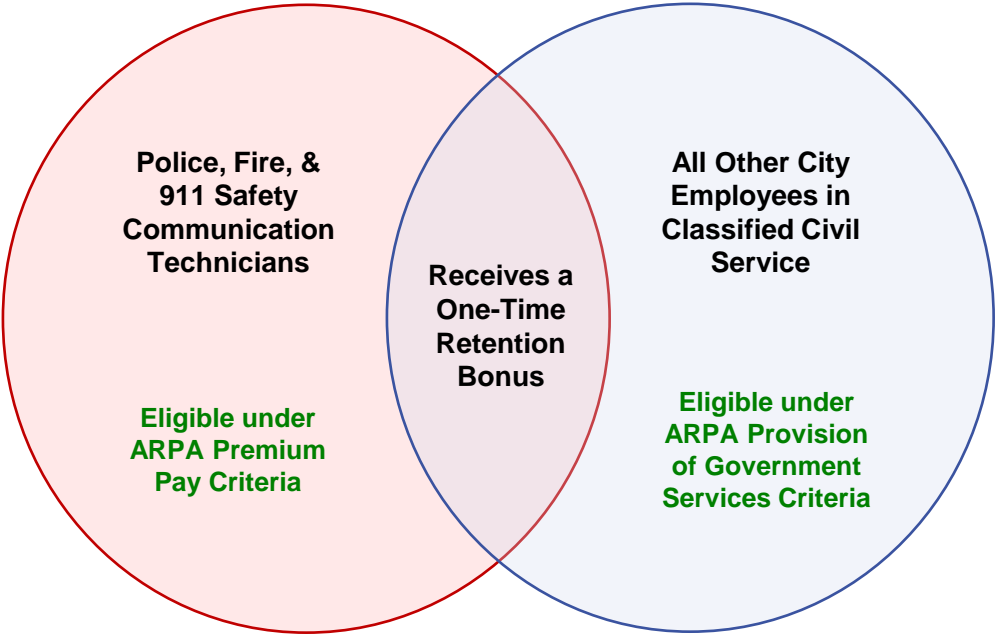 Police, Fire, &
911 Safety
Communication
Technicians
Eligible under
ARPA Premium
Pay Criteria
Receives a
One-Time
Retention
Bonus
All Other City
Employees in
Classified Civil
Service
Eligible under
ARPA Provision
of Government
Services Criteria